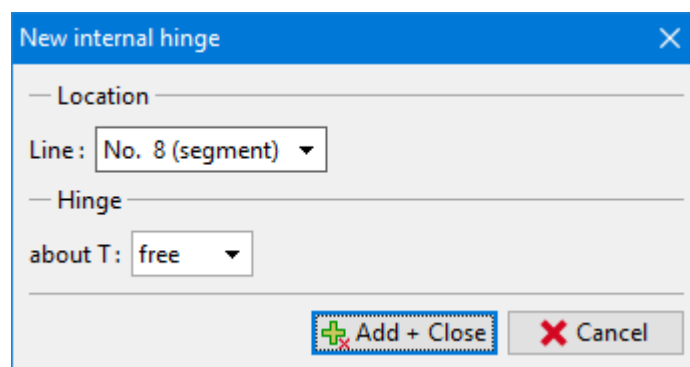 New internal hinge
Location
Line : No. 8 (segment)
Hinge
about T : free
Add + Close Cancel